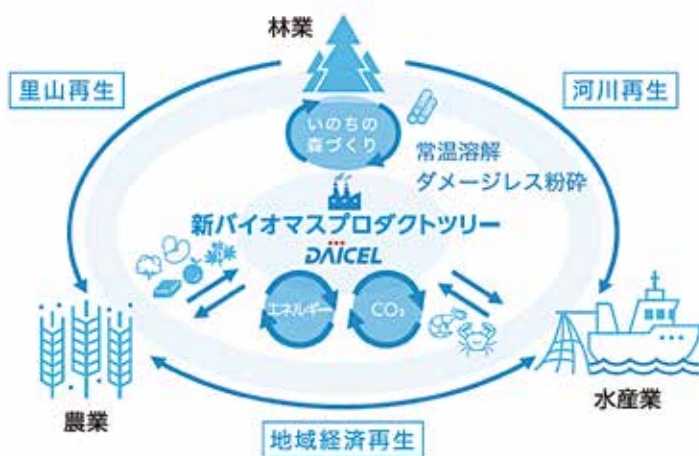 林業
里山再生
河川再生
いのちの
森づくり
常温溶解
ダメージレス粉砕
新バイオマスプロダクトツリー
DAICEL
エネルギー
CO₂
農業
水産業
地域経済再生